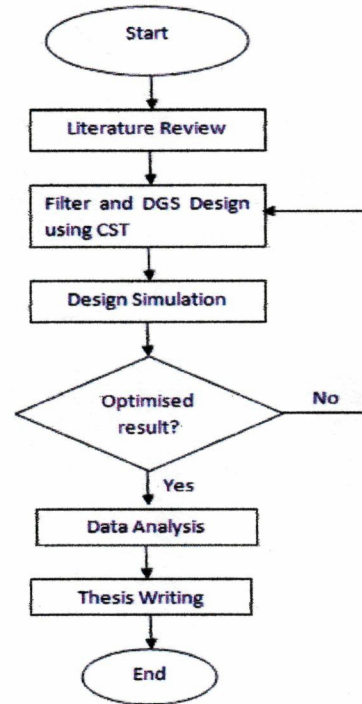 Start
Literature Review
Filter and DGS Design
using CST
Design Simulation
Optimised
result?
No
Yes
Data Analysis
Thesis Writing
End